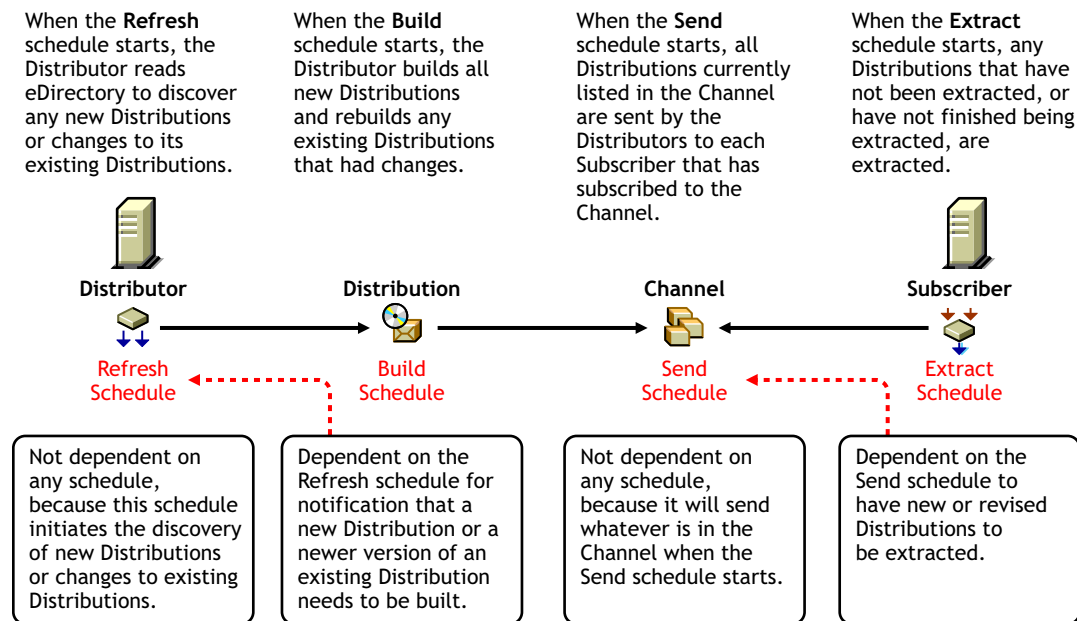 When the Refresh
schedule starts, the
Distributor reads
eDirectory to discover
any new Distributions
or changes to its
existing Distributions.
When the Build
schedule starts, the
Distributor builds all
new Distributions
and rebuilds any
existing Distributions
that had changes.
When the Send
schedule starts, all
Distributions currently
listed in the Channel
are sent by the
Distributors to each
Subscriber that has
subscribed to the
Channel.
When the Extract
schedule starts, any
Distributions that have
not been extracted, or
have not finished being
extracted, are
extracted.
Distributor
Distribution
Channel
Subscriber
Refresh
Schedule
Build
Schedule
Send
Schedule
Extract
Schedule
Not dependent on
any schedule,
because this schedule
initiates the discovery
of new Distributions
or changes to existing
Distributions.
Dependent on the
Refresh schedule for
notification that a
new Distribution or a
newer version of an
existing Distribution
needs to be built.
Not dependent on
any schedule,
because it will send
whatever is in the
Channel when the
Send schedule starts.
Dependent on the
Send schedule to
have new or revised
Distributions to
be extracted.